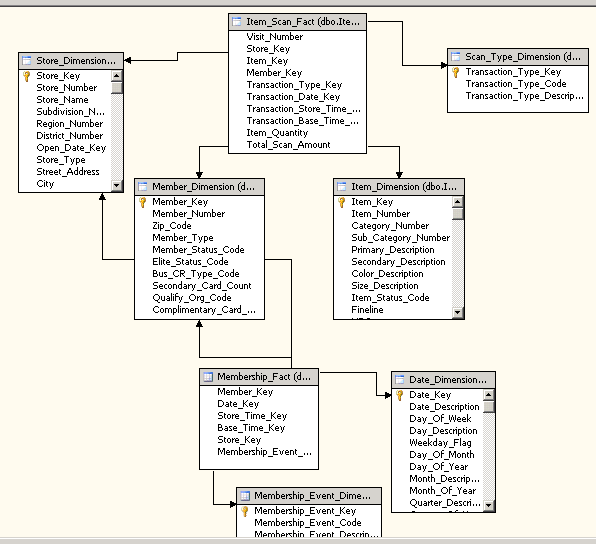 Item_Scan_Fact (dbo.Ite...
Visit_Number
Store_Key
Item_Key
Member_Key
Transaction_Type_Key
Transaction_Date_Key
Transaction_Store_Time_...
Transaction_Base_Time_...
Item_Quantity
Total_Scan_Amount
Store_Dimension...
Store_Key
Store_Number
Store_Name
Subdivision_N...
Region_Number
District_Number
Open_Date_Key
Store_Type
Street_Address
City
Scan_Type_Dimension (d...
Transaction_Type_Key
Transaction_Type_Code
Transaction_Type_Descrip...
Member_Dimension (d...
Member_Key
Member_Number
Zip_Code
Member_Type
Member_Status_Code
Elite_Status_Code
Bus_CR_Type_Code
Secondary_Card_Count
Qualify_Org_Code
Complimentary_Card_...
Item_Dimension (dbo.I...
Item_Key
Item_Number
Category_Number
Sub_Category_Number
Primary_Description
Secondary_Description
Color_Description
Size_Description
Item_Status_Code
Fineline
Membership_Fact (d...
Member_Key
Date_Key
Store_Time_Key
Base_Time_Key
Store_Key
Membership_Event_...
Date_Dimension...
Date_Key
Date_Description
Day_Of_Week
Day_Description
Weekday_Flag
Day_Of_Month
Day_Of_Year
Month_Descrip...
Month_Of_Year
Quarter_Descri...
Membership_Event_Dime...
Membership_Event_Key
Membership_Event_Code
Membership_Event_Descrip...